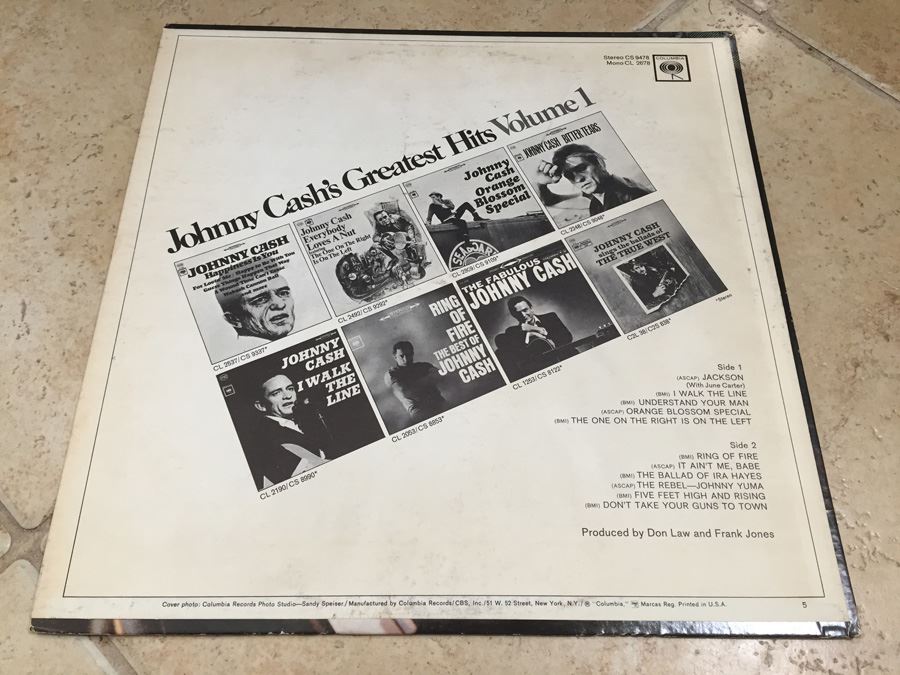 Stereo CS 9478
Mono CL 2678
COLUMBIA
Johnny Cash's Greatest Hits Volume 1
JOHNNY CASH
Happiness Is You
CL 2537/CS 9337*
Johnny Cash
Everybody
Loves A Nut
The One On The Right
Is On The Left
CL 2492/CS 9292*
Johnny
Cash
Orange
Blossom
Special
CL 2309/CS 9109*
JOHNNY CASH BITTER TEARS
CL 2248/CS 9048*
JOHNNY
CASH
I WALK
THE
LINE
CL 2190/CS 8990*
RING
OF
FIRE
THE BEST OF
JOHNNY
CASH
CL 2053/CS 8853*
THE FABULOUS
JOHNNY CASH
CL 1253/CS 8122*
JOHNNY CASH
sings the ballads of
THE TRUE WEST
C2L 38/C2S 838*
*Stereo
Side 1
(ASCAP) JACKSON
(With June Carter)
(BMI) I WALK THE LINE
(BMI) UNDERSTAND YOUR MAN
(ASCAP) ORANGE BLOSSOM SPECIAL
(BMI) THE ONE ON THE RIGHT IS ON THE LEFT
Side 2
(BMI) RING OF FIRE
(ASCAP) IT AIN'T ME, BABE
(BMI) THE BALLAD OF IRA HAYES
(ASCAP) THE REBEL—JOHNNY YUMA
(BMI) FIVE FEET HIGH AND RISING
(BMI) DON'T TAKE YOUR GUNS TO TOWN
Produced by Don Law and Frank Jones
Cover photo: Columbia Records Photo Studio—Sandy Speiser/Manufactured by Columbia Records/CBS, Inc./51 W. 52 Street, New York, N.Y./℗ "Columbia," Marcas Reg. Printed in U.S.A.
5